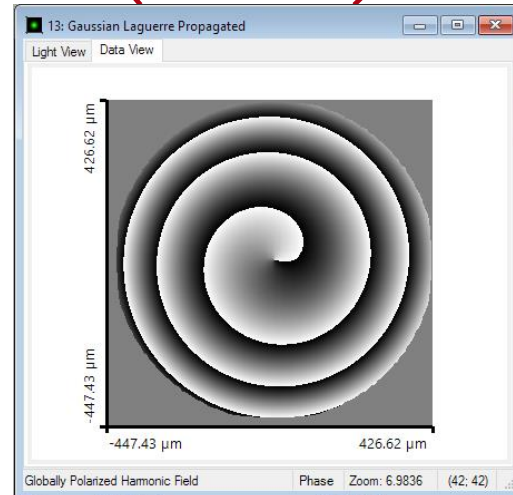 13: Gaussian Laguerre Propagated
Light View Data View
426.62 µm
-447.43 µm
-447.43 µm 426.62 µm
Globally Polarized Harmonic Field Phase Zoom: 6.9836 (42; 42)